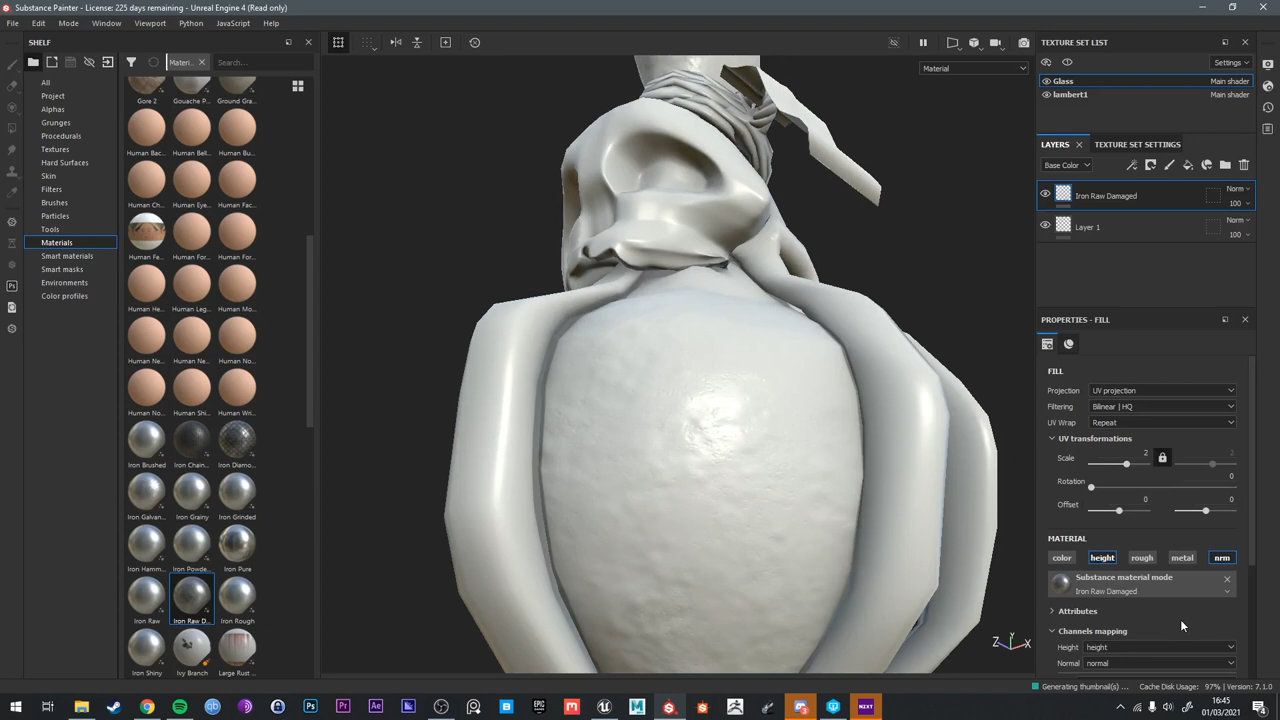 Substance Painter - License: 225 days remaining - Unreal Engine 4 (Read only)
File Edit Mode Window Viewport Python JavaScript Help
SHELF
Materi...
Search...
All
Project
Alphas
Grunges
Procedurals
Textures
Hard Surfaces
Skin
Filters
Brushes
Particles
Tools
Materials
Smart materials
Smart masks
Environments
Color profiles
Gore 2 Gouache P... Ground Gra...
Human Bac... Human Bell... Human Bu...
Human Ch... Human Eye... Human Fac...
Human Fe... Human For... Human For...
Human He... Human Leg... Human Mo...
Human Ne... Human Ne... Human No...
Human No... Human Shi... Human Wri...
Iron Brushed Iron Chain... Iron Diamo...
Iron Galvan... Iron Grainy Iron Grinded
Iron Hamm... Iron Powde... Iron Pure
Iron Raw Iron Raw D... Iron Rough
Iron Shiny Ivy Branch Large Rust ...
Material
Z Y X
TEXTURE SET LIST
Settings
Glass Main shader
lambert1 Main shader
LAYERS TEXTURE SET SETTINGS
Base Color
Iron Raw Damaged Norm 100
Layer 1 Norm 100
PROPERTIES - FILL
FILL
Projection UV projection
Filtering Bilinear | HQ
UV Wrap Repeat
UV transformations
Scale 2 2
Rotation 0
Offset 0 0
MATERIAL
color height rough metal nrm
Substance material mode
Iron Raw Damaged
Attributes
Channels mapping
Height height
Normal normal
Generating thumbnail(s) ... Cache Disk Usage: 97% | Version: 7.1.0
16:45
01/03/2021